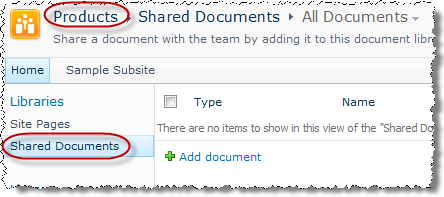 Products ▸ Shared Documents ▸ All Documents
Share a document with the team by adding it to this document libr
Home Sample Subsite
Libraries
Site Pages
Shared Documents
Type Name
There are no items to show in this view of the "Shared Do
Add document